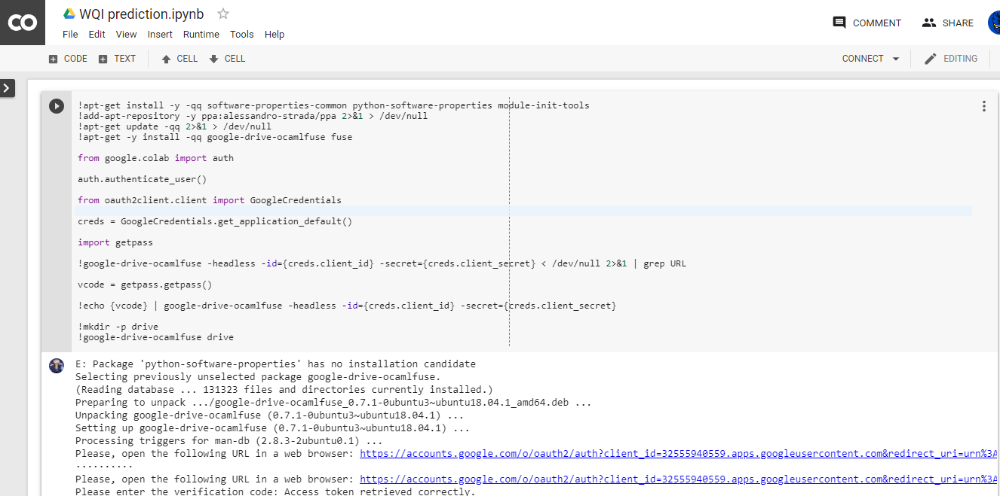 CO WQI prediction.ipynb
File Edit View Insert Runtime Tools Help
COMMENT SHARE
CODE TEXT CELL CELL CONNECT EDITING
!apt-get install -y -qq software-properties-common python-software-properties module-init-tools
!add-apt-repository -y ppa:alessandro-strada/ppa 2>&1 > /dev/null
!apt-get update -qq 2>&1 > /dev/null
!apt-get -y install -qq google-drive-ocamlfuse fuse
from google.colab import auth
auth.authenticate_user()
from oauth2client.client import GoogleCredentials
creds = GoogleCredentials.get_application_default()
import getpass
!google-drive-ocamlfuse -headless -id={creds.client_id} -secret={creds.client_secret} < /dev/null 2>&1 | grep URL
vcode = getpass.getpass()
!echo {vcode} | google-drive-ocamlfuse -headless -id={creds.client_id} -secret={creds.client_secret}
!mkdir -p drive
!google-drive-ocamlfuse drive
E: Package 'python-software-properties' has no installation candidate
Selecting previously unselected package google-drive-ocamlfuse.
(Reading database ... 131323 files and directories currently installed.)
Preparing to unpack .../google-drive-ocamlfuse_0.7.1-0ubuntu3~ubuntu18.04.1_amd64.deb ...
Unpacking google-drive-ocamlfuse (0.7.1-0ubuntu3~ubuntu18.04.1) ...
Setting up google-drive-ocamlfuse (0.7.1-0ubuntu3~ubuntu18.04.1) ...
Processing triggers for man-db (2.8.3-2ubuntu0.1) ...
Please, open the following URL in a web browser: https://accounts.google.com/o/oauth2/auth?client_id=32555940559.apps.googleusercontent.com&redirect_uri=urn%3A
··········
Please, open the following URL in a web browser: https://accounts.google.com/o/oauth2/auth?client_id=32555940559.apps.googleusercontent.com&redirect_uri=urn%3A
Please enter the verification code: Access token retrieved correctly.